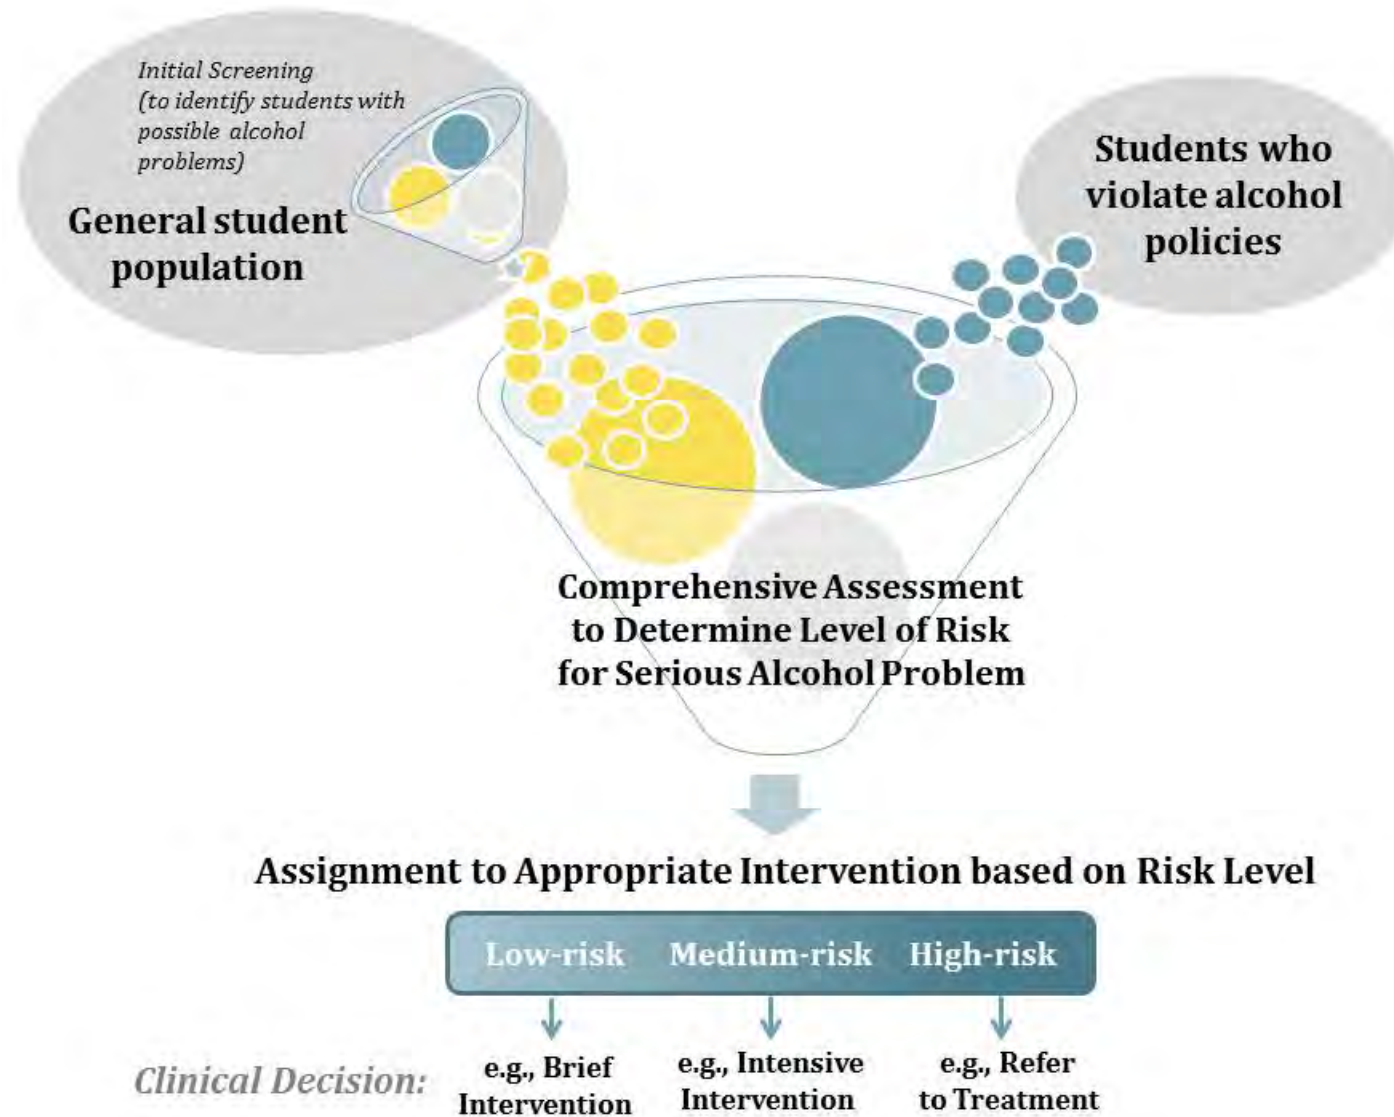 Initial Screening
(to identify students with
possible alcohol
problems)
General student
population
Students who
violate alcohol
policies
Comprehensive Assessment
to Determine Level of Risk
for Serious Alcohol Problem
Assignment to Appropriate Intervention based on Risk Level
Low-risk Medium-risk High-risk
Clinical Decision:
e.g., Brief
Intervention
e.g., Intensive
Intervention
e.g., Refer
to Treatment